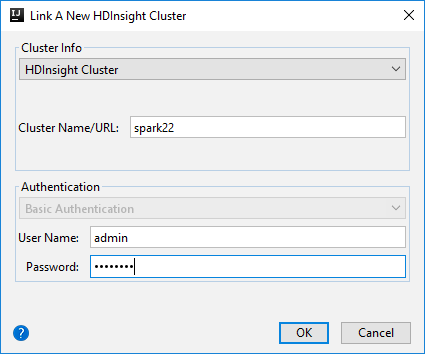 IJ Link A New HDInsight Cluster
Cluster Info
HDInsight Cluster
Cluster Name/URL: spark22
Authentication
Basic Authentication
User Name: admin
Password: ••••••••
? OK Cancel